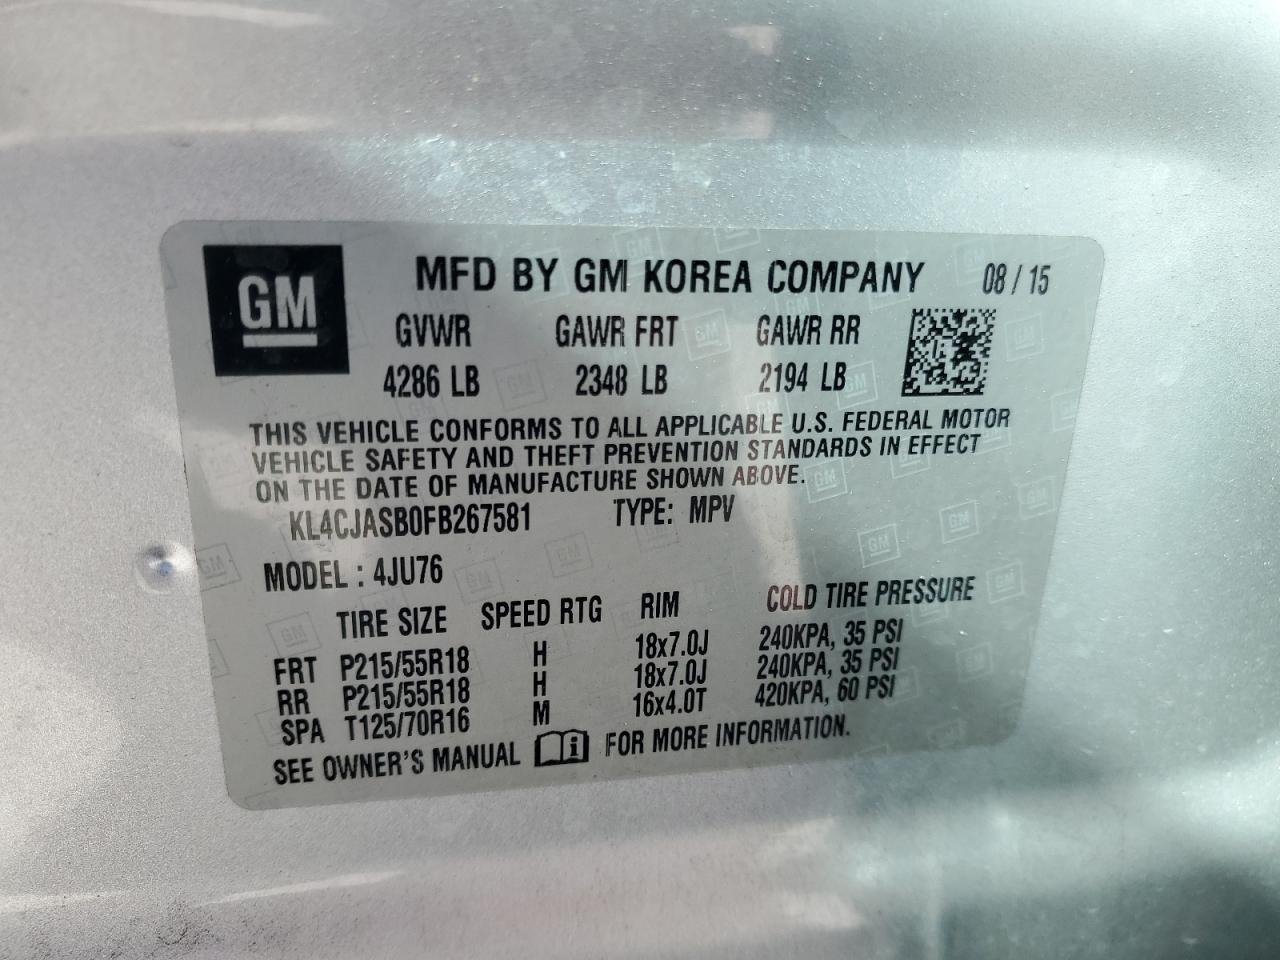 GM
MFD BY GM KOREA COMPANY 08 / 15
GVWR GAWR FRT GAWR RR
4286 LB 2348 LB 2194 LB
THIS VEHICLE CONFORMS TO ALL APPLICABLE U.S. FEDERAL MOTOR
VEHICLE SAFETY AND THEFT PREVENTION STANDARDS IN EFFECT
ON THE DATE OF MANUFACTURE SHOWN ABOVE.
KL4CJASB0FB267581 TYPE: MPV
MODEL : 4JU76
TIRE SIZE SPEED RTG RIM COLD TIRE PRESSURE
FRT P215/55R18 H 18x7.0J 240KPA, 35 PSI
RR P215/55R18 H 18x7.0J 240KPA, 35 PSI
SPA T125/70R16 M 16x4.0T 420KPA, 60 PSI
SEE OWNER'S MANUAL FOR MORE INFORMATION.